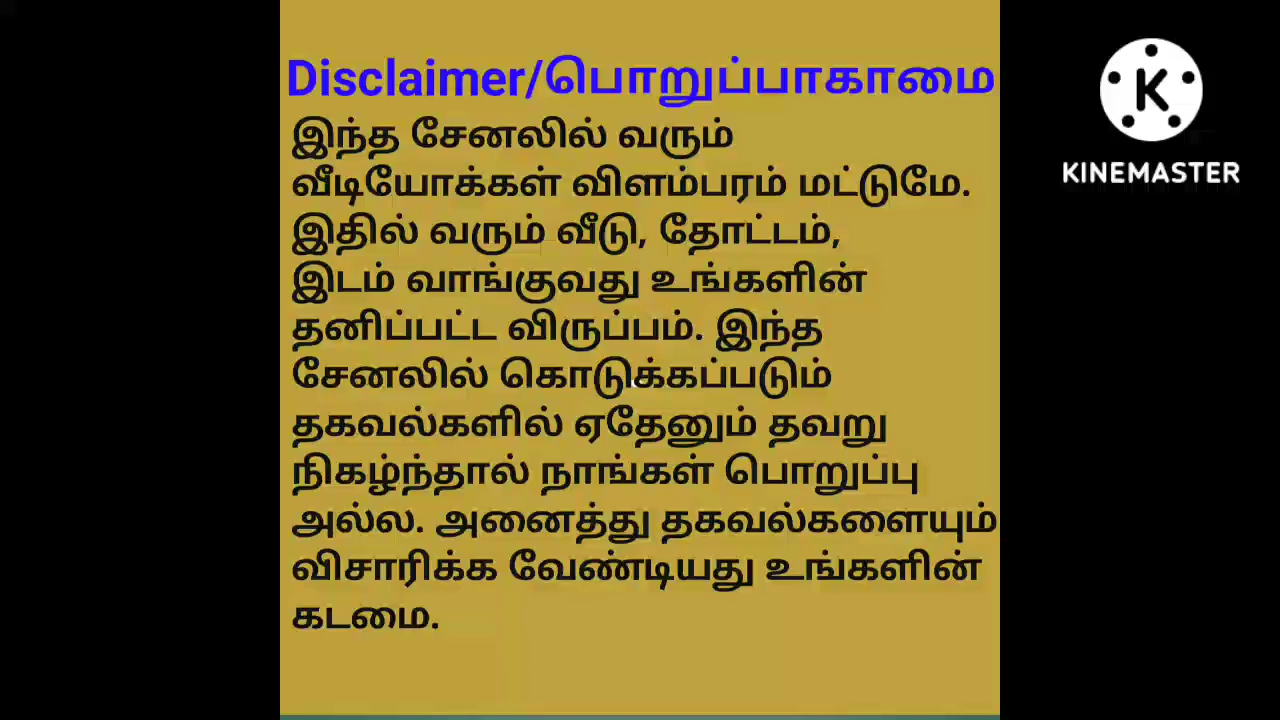 Disclaimer/பொறுப்பாகாமை
இந்த சேனலில் வரும்
வீடியோக்கள் விளம்பரம் மட்டுமே.
இதில் வரும் வீடு, தோட்டம்,
இடம் வாங்குவது உங்களின்
தனிப்பட்ட விருப்பம். இந்த
சேனலில் கொடுக்கப்படும்
தகவல்களில் ஏதேனும் தவறு
நிகழ்ந்தால் நாங்கள் பொறுப்பு
அல்ல. அனைத்து தகவல்களையும்
விசாரிக்க வேண்டியது உங்களின்
கடமை.
K
KINEMASTER